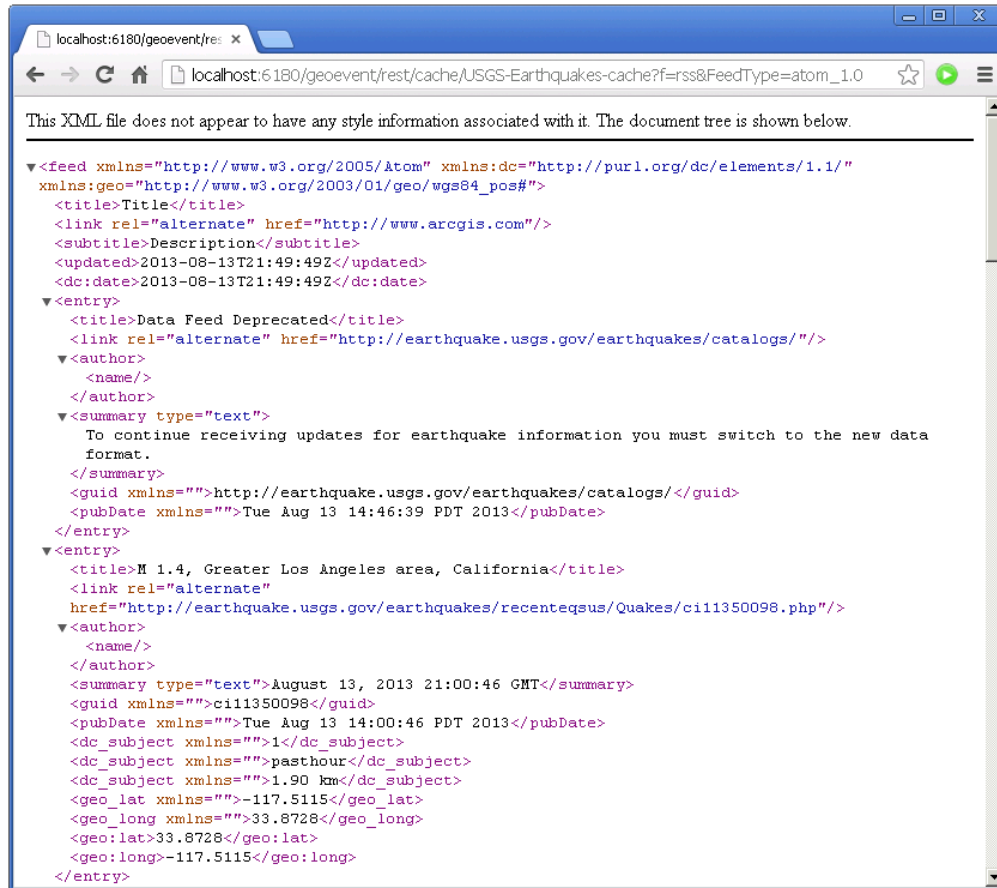 localhost:6180/geoevent/res
localhost:6180/geoevent/rest/cache/USGS-Earthquakes-cache?f=rss&FeedType=atom_1.0
This XML file does not appear to have any style information associated with it. The document tree is shown below.
▼<feed xmlns="http://www.w3.org/2005/Atom" xmlns:dc="http://purl.org/dc/elements/1.1/"
xmlns:geo="http://www.w3.org/2003/01/geo/wgs84_pos#">
<title>Title</title>
<link rel="alternate" href="http://www.arcgis.com"/>
<subtitle>Description</subtitle>
<updated>2013-08-13T21:49:49Z</updated>
<dc:date>2013-08-13T21:49:49Z</dc:date>
▼<entry>
<title>Data Feed Deprecated</title>
<link rel="alternate" href="http://earthquake.usgs.gov/earthquakes/catalogs/"/>
▼<author>
<name/>
</author>
▼<summary type="text">
To continue receiving updates for earthquake information you must switch to the new data
format.
</summary>
<guid xmlns="">http://earthquake.usgs.gov/earthquakes/catalogs/</guid>
<pubDate xmlns="">Tue Aug 13 14:46:39 PDT 2013</pubDate>
</entry>
▼<entry>
<title>M 1.4, Greater Los Angeles area, California</title>
<link rel="alternate"
href="http://earthquake.usgs.gov/earthquakes/recenteqsus/Quakes/ci11350098.php"/>
▼<author>
<name/>
</author>
<summary type="text">August 13, 2013 21:00:46 GMT</summary>
<guid xmlns="">ci11350098</guid>
<pubDate xmlns="">Tue Aug 13 14:00:46 PDT 2013</pubDate>
<dc_subject xmlns="">1</dc_subject>
<dc_subject xmlns="">pasthour</dc_subject>
<dc_subject xmlns="">1.90 km</dc_subject>
<geo_lat xmlns="">-117.5115</geo_lat>
<geo_long xmlns="">33.8728</geo_long>
<geo:lat>33.8728</geo:lat>
<geo:long>-117.5115</geo:long>
</entry>